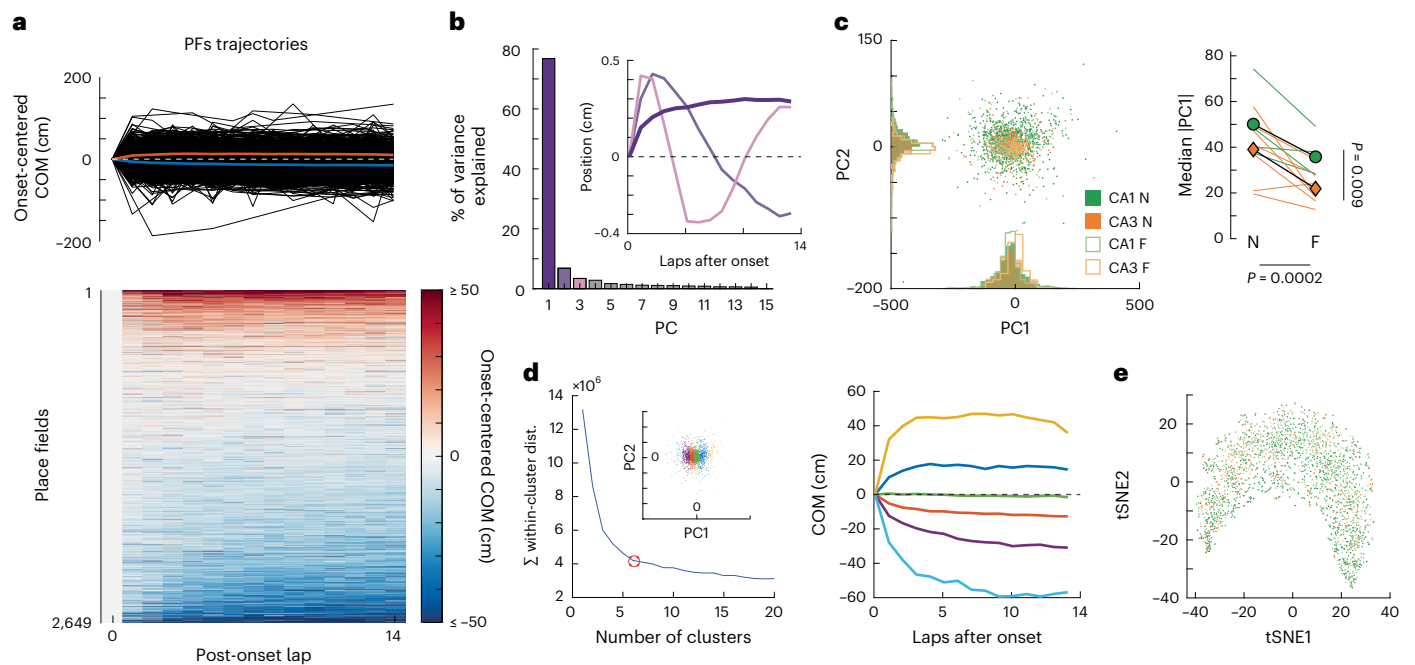 a
PFs trajectories
Onset-centered
COM (cm)
200
0
−200
1
Place fields
2,649
0
14
Post-onset lap
≥ 50
0
≤ −50
Onset-centered COM (cm)
b
% of variance
explained
80
60
40
20
0
1
3
5
7
9
11
13
15
PC
Position (cm)
0.5
0
−0.4
0
14
Laps after onset
c
PC2
150
0
−200
−500
0
500
PC1
CA1 N
CA3 N
CA1 F
CA3 F
Median |PC1|
80
60
40
20
0
N
F
P = 0.009
P = 0.0002
d
×10⁶
Σ within-cluster dist.
14
12
10
8
6
4
2
0
5
10
15
20
Number of clusters
PC2
0
0
PC1
COM (cm)
60
40
20
0
−20
−40
−60
0
5
10
14
Laps after onset
e
tSNE2
20
0
−20
−40
−40
−20
0
20
40
tSNE1